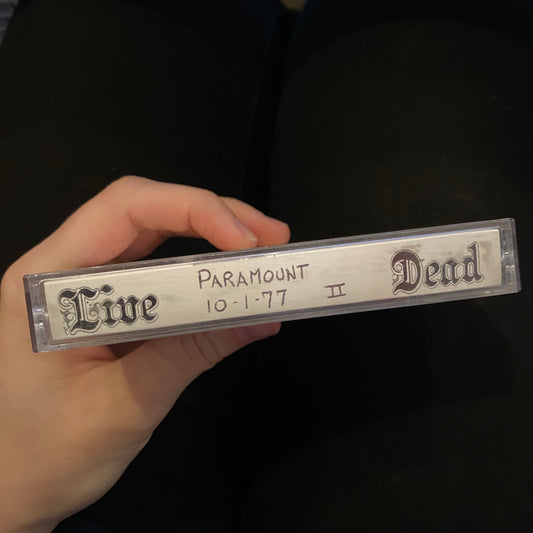 Live
PARAMOUNT
10-1-77 II
Dead